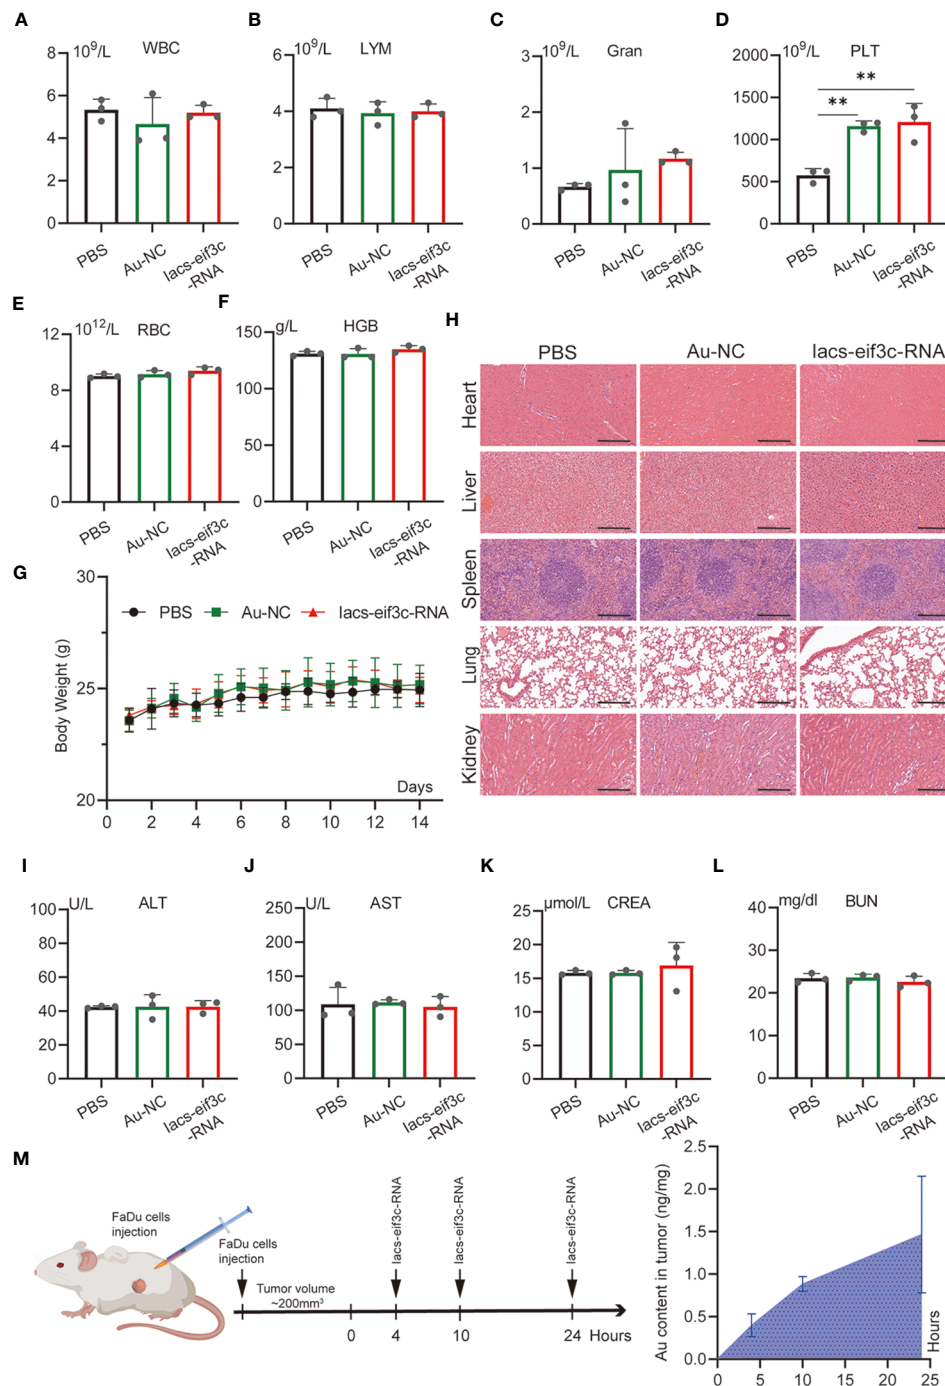 A
10⁹/L WBC
8
6
4
2
0
PBS
Au-NC
lacs-eif3c
-RNA
B
10⁹/L LYM
6
4
2
0
PBS
Au-NC
lacs-eif3c
-RNA
C
10⁹/L Gran
3
2
1
0
PBS
Au-NC
lacs-eif3c
-RNA
D
10⁹/L PLT
2000
1500
1000
500
0
**
**
PBS
Au-NC
lacs-eif3c
-RNA
E
10¹²/L RBC
12
9
6
3
0
PBS
Au-NC
lacs-eif3c
-RNA
F
g/L HGB
150
100
50
0
PBS
Au-NC
lacs-eif3c
-RNA
G
30
25
20
Body Weight (g)
PBS Au-NC lacs-eif3c-RNA
Days
0 2 4 6 8 10 12 14
H
PBS Au-NC lacs-eif3c-RNA
Heart
Liver
Spleen
Lung
Kidney
I
U/L ALT
100
80
60
40
20
0
PBS
Au-NC
lacs-eif3c
-RNA
J
U/L AST
250
200
150
100
50
0
PBS
Au-NC
lacs-eif3c
-RNA
K
µmol/L CREA
25
20
15
10
5
0
PBS
Au-NC
lacs-eif3c
-RNA
L
mg/dl BUN
40
30
20
10
0
PBS
Au-NC
lacs-eif3c
-RNA
M
FaDu cells
injection
FaDu cells
injection
Tumor volume
~200mm³
lacs-eif3c-RNA
lacs-eif3c-RNA
lacs-eif3c-RNA
0 4 10 24 Hours
Au content in tumor (ng/mg)
2.5
2.0
1.5
1.0
0.5
0.0
0 5 10 15 20 25
Hours